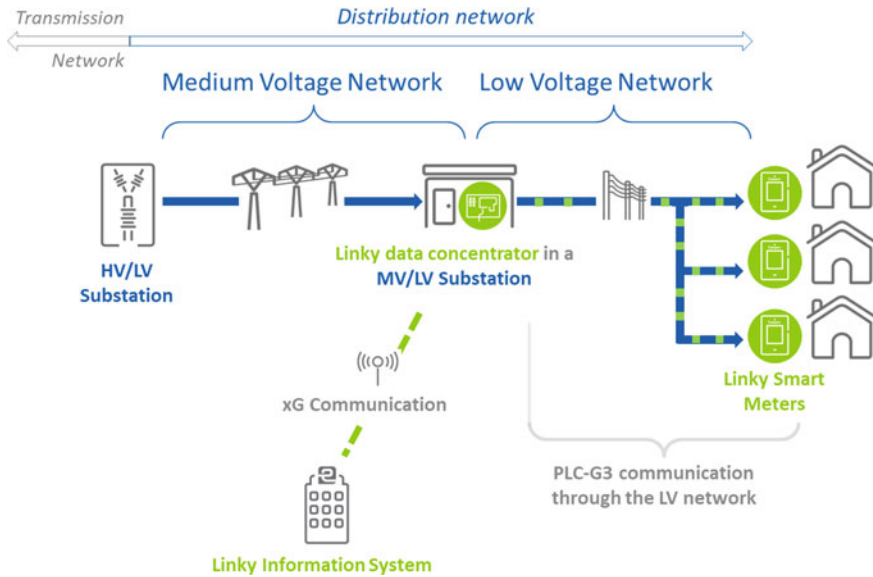 Transmission
Network
Distribution network
Medium Voltage Network
Low Voltage Network
HV/LV
Substation
Linky data concentrator in a
MV/LV Substation
Linky Smart
Meters
xG Communication
PLC-G3 communication
through the LV network
Linky Information System